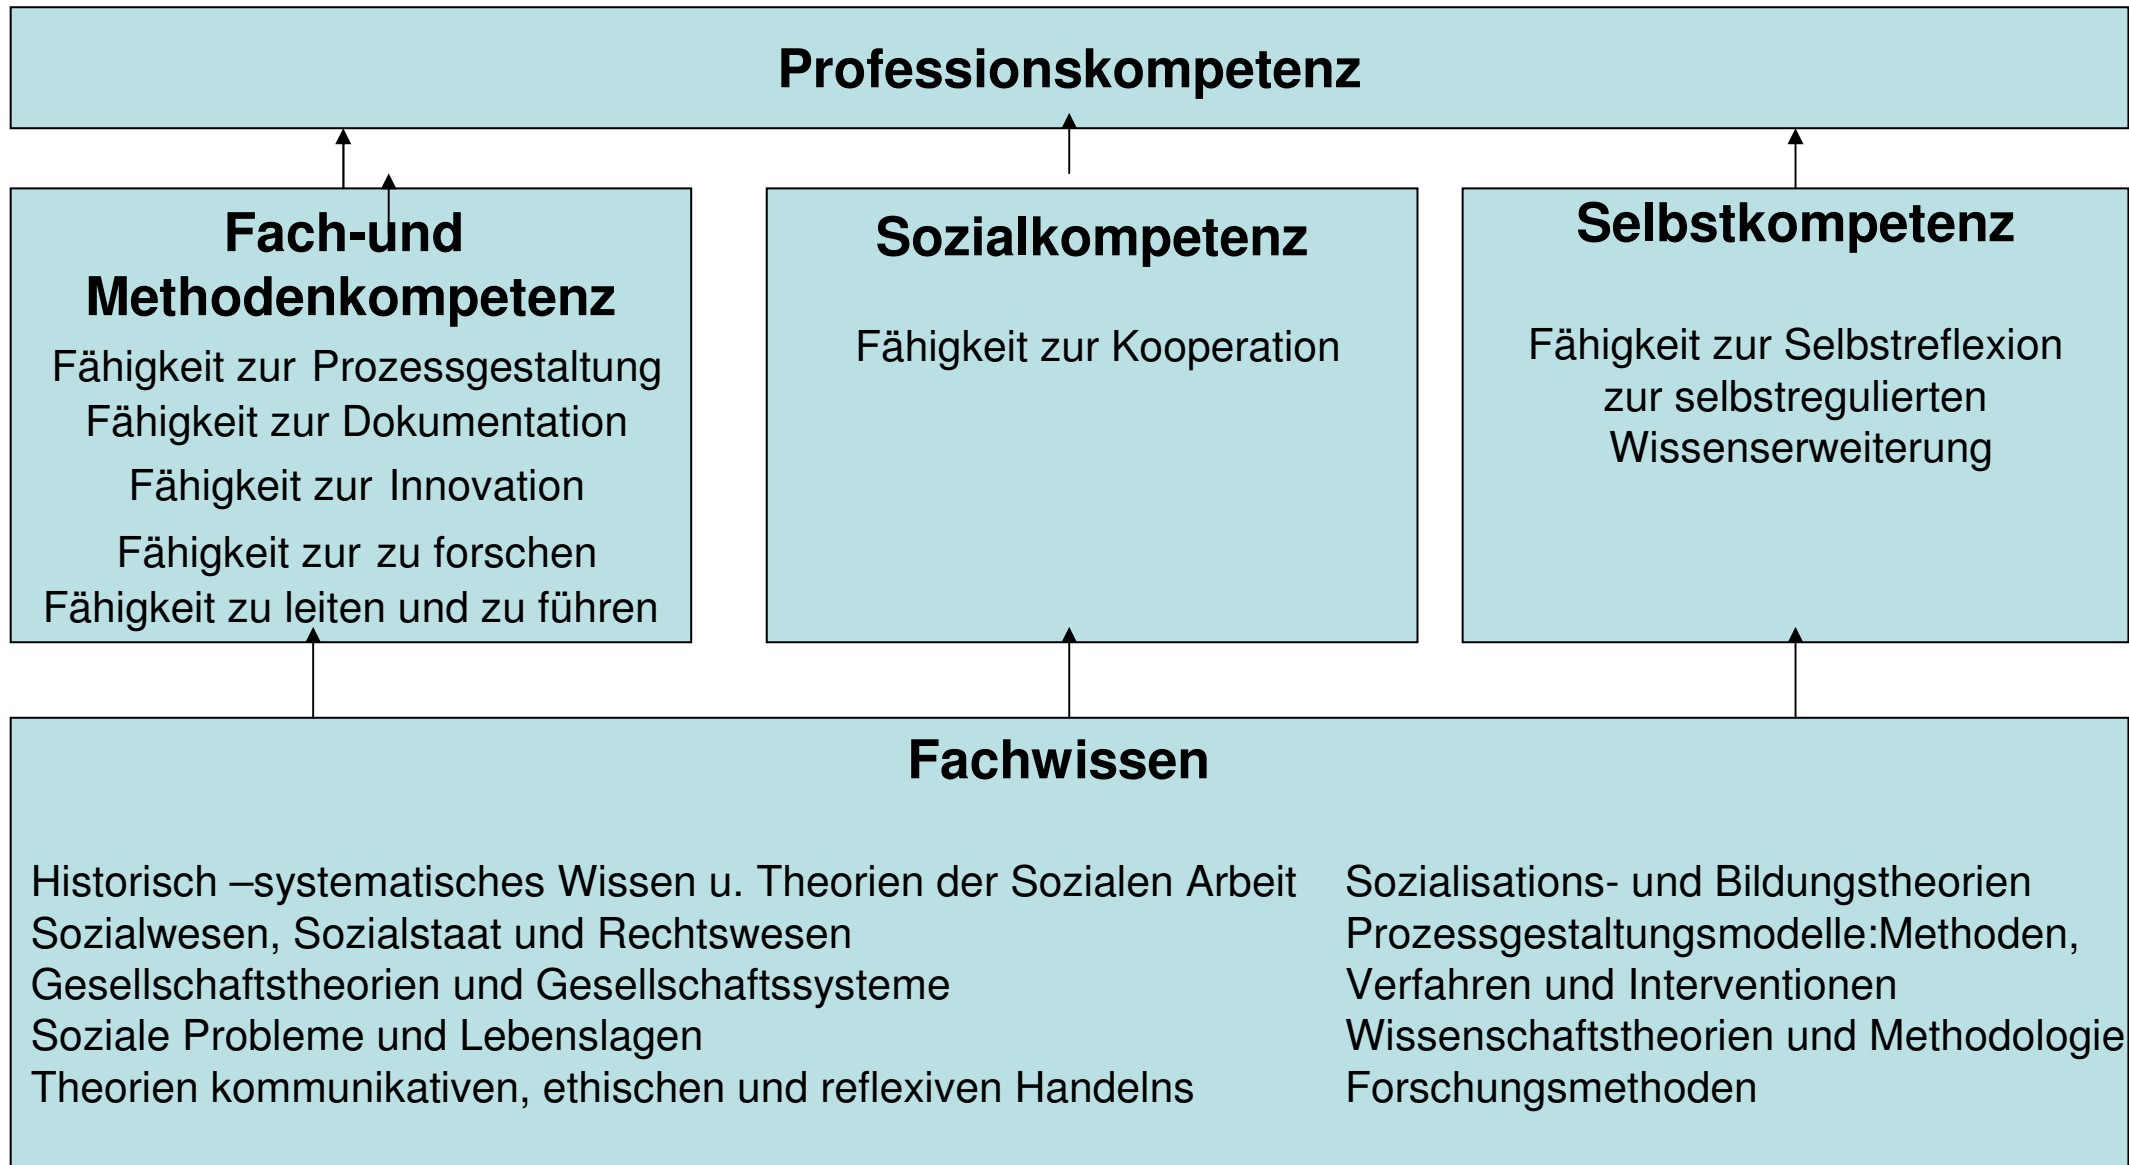 Professionskompetenz
Fach-und
Methodenkompetenz
Fähigkeit zur Prozessgestaltung
Fähigkeit zur Dokumentation
Fähigkeit zur Innovation
Fähigkeit zur zu forschen
Fähigkeit zu leiten und zu führen
Sozialkompetenz
Fähigkeit zur Kooperation
Selbstkompetenz
Fähigkeit zur Selbstreflexion
zur selbstregulierten
Wissenserweiterung
Fachwissen
Historisch –systematisches Wissen u. Theorien der Sozialen Arbeit
Sozialwesen, Sozialstaat und Rechtswesen
Gesellschaftstheorien und Gesellschaftssysteme
Soziale Probleme und Lebenslagen
Theorien kommunikativen, ethischen und reflexiven Handelns
Sozialisations- und Bildungstheorien
Prozessgestaltungsmodelle:Methoden,
Verfahren und Interventionen
Wissenschaftstheorien und Methodologie
Forschungsmethoden